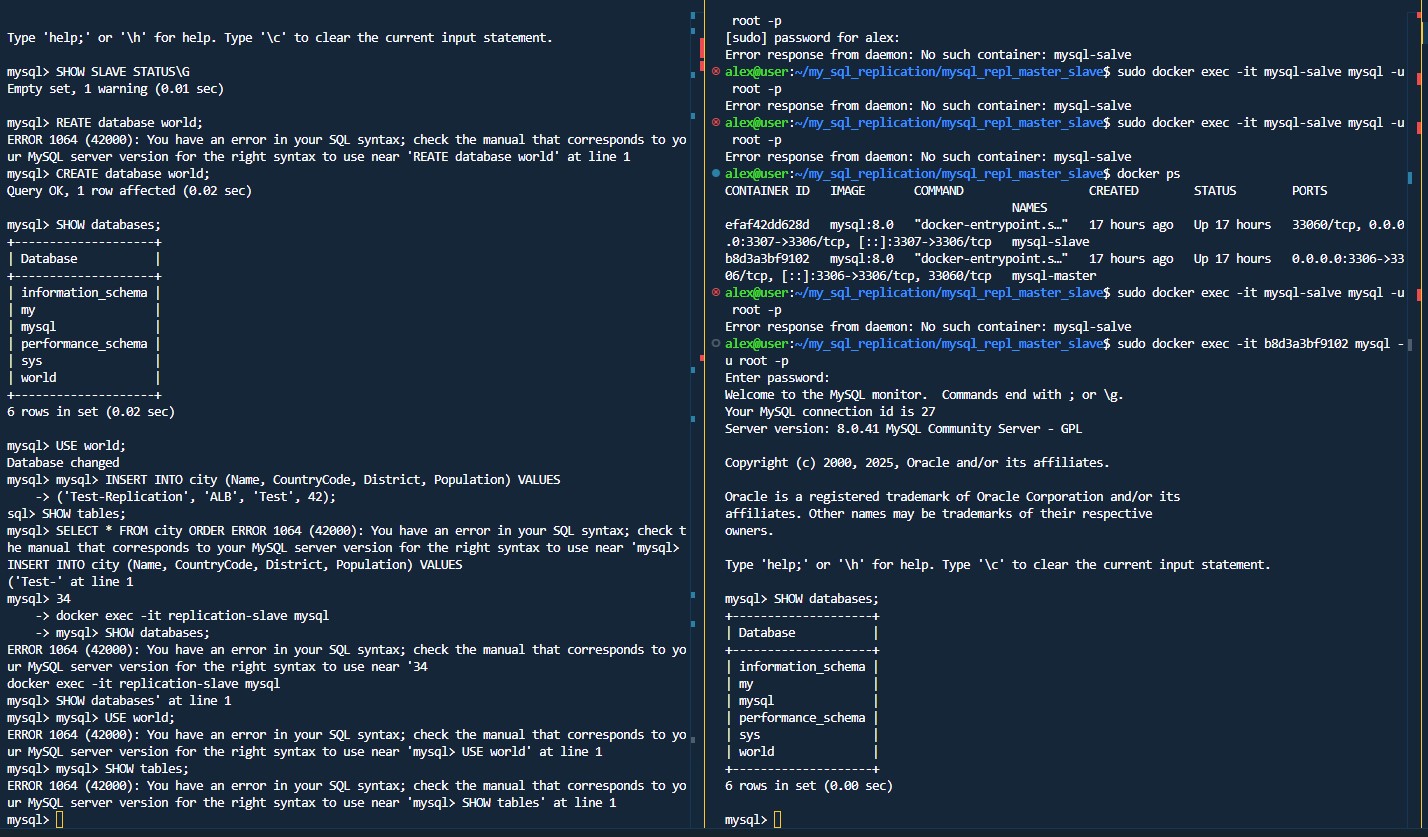 Type 'help;' or '\h' for help. Type '\c' to clear the current input statement.
mysql> SHOW SLAVE STATUS\G
Empty set, 1 warning (0.01 sec)
mysql> REATE database world;
ERROR 1064 (42000): You have an error in your SQL syntax; check the manual that corresponds to yo
ur MySQL server version for the right syntax to use near 'REATE database world' at line 1
mysql> CREATE database world;
Query OK, 1 row affected (0.02 sec)
mysql> SHOW databases;
+--------------------+
| Database           |
+--------------------+
| information_schema |
| my                 |
| mysql              |
| performance_schema |
| sys                |
| world              |
+--------------------+
6 rows in set (0.02 sec)
mysql> USE world;
Database changed
mysql> mysql> INSERT INTO city (Name, CountryCode, District, Population) VALUES
    -> ('Test-Replication', 'ALB', 'Test', 42);
sql> SHOW tables;
mysql> SELECT * FROM city ORDER ERROR 1064 (42000): You have an error in your SQL syntax; check t
he manual that corresponds to your MySQL server version for the right syntax to use near 'mysql>
INSERT INTO city (Name, CountryCode, District, Population) VALUES
('Test-' at line 1
mysql> 34
    -> docker exec -it replication-slave mysql
    -> mysql> SHOW databases;
ERROR 1064 (42000): You have an error in your SQL syntax; check the manual that corresponds to yo
ur MySQL server version for the right syntax to use near '34
docker exec -it replication-slave mysql
mysql> SHOW databases' at line 1
mysql> mysql> USE world;
ERROR 1064 (42000): You have an error in your SQL syntax; check the manual that corresponds to yo
ur MySQL server version for the right syntax to use near 'mysql> USE world' at line 1
mysql> mysql> SHOW tables;
ERROR 1064 (42000): You have an error in your SQL syntax; check the manual that corresponds to yo
ur MySQL server version for the right syntax to use near 'mysql> SHOW tables' at line 1
mysql>
 root -p
[sudo] password for alex:
Error response from daemon: No such container: mysql-salve
alex@user:~/my_sql_replication/mysql_repl_master_slave$ sudo docker exec -it mysql-salve mysql -u
 root -p
Error response from daemon: No such container: mysql-salve
alex@user:~/my_sql_replication/mysql_repl_master_slave$ sudo docker exec -it mysql-salve mysql -u
 root -p
Error response from daemon: No such container: mysql-salve
alex@user:~/my_sql_replication/mysql_repl_master_slave$ docker ps
CONTAINER ID   IMAGE       COMMAND                  CREATED        STATUS        PORTS
                                         NAMES
efaf42dd628d   mysql:8.0   "docker-entrypoint.s…"   17 hours ago   Up 17 hours   33060/tcp, 0.0.0
.0:3307->3306/tcp, [::]:3307->3306/tcp   mysql-slave
b8d3a3bf9102   mysql:8.0   "docker-entrypoint.s…"   17 hours ago   Up 17 hours   0.0.0.0:3306->33
06/tcp, [::]:3306->3306/tcp, 33060/tcp   mysql-master
alex@user:~/my_sql_replication/mysql_repl_master_slave$ sudo docker exec -it mysql-salve mysql -u
 root -p
Error response from daemon: No such container: mysql-salve
alex@user:~/my_sql_replication/mysql_repl_master_slave$ sudo docker exec -it b8d3a3bf9102 mysql -
u root -p
Enter password:
Welcome to the MySQL monitor.  Commands end with ; or \g.
Your MySQL connection id is 27
Server version: 8.0.41 MySQL Community Server - GPL
Copyright (c) 2000, 2025, Oracle and/or its affiliates.
Oracle is a registered trademark of Oracle Corporation and/or its
affiliates. Other names may be trademarks of their respective
owners.
Type 'help;' or '\h' for help. Type '\c' to clear the current input statement.
mysql> SHOW databases;
+--------------------+
| Database           |
+--------------------+
| information_schema |
| my                 |
| mysql              |
| performance_schema |
| sys                |
| world              |
+--------------------+
6 rows in set (0.00 sec)
mysql>